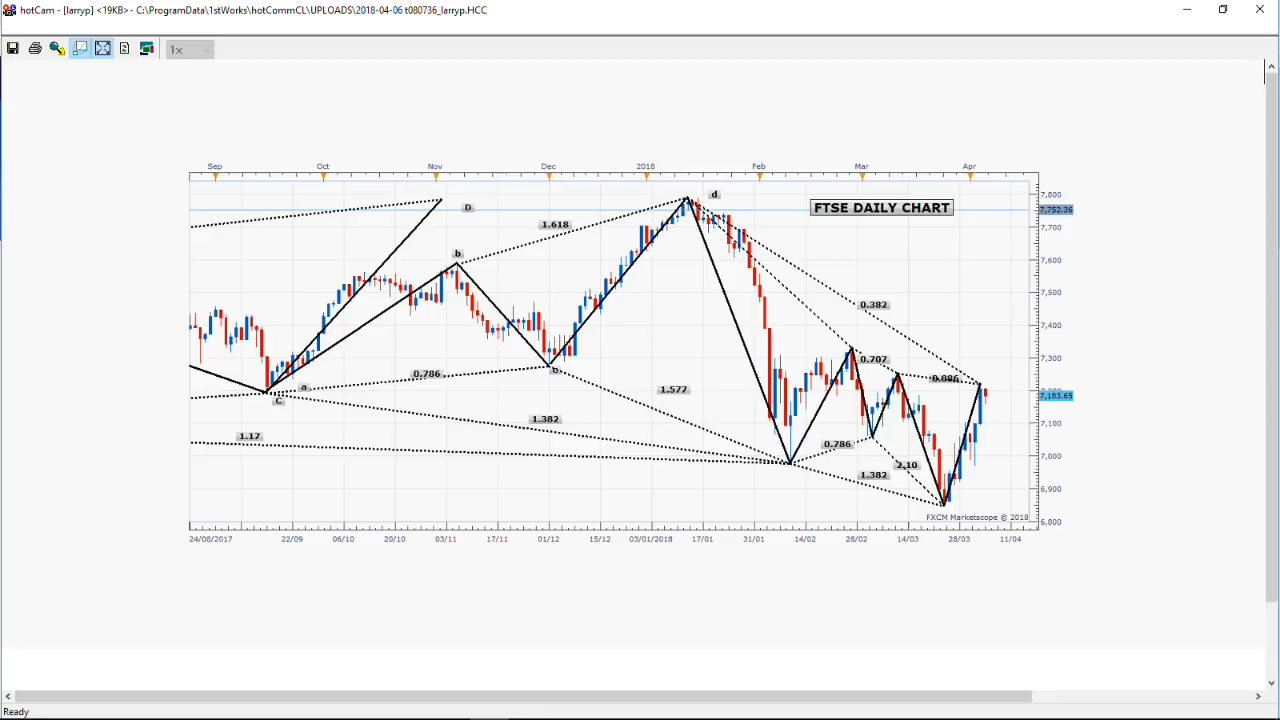 hotCam - [larryp] <19KB>- C:\ProgramData\1stWorks\hotCommCL\UPLOADS\2018-04-06 t080736_larryp.HCC
1x
Sep Oct Nov Dec 2018 Feb Mar Apr
FTSE DAILY CHART
7,800
7,752.36
7,700
7,600
7,500
7,400
7,300
7,183.65
7,100
7,000
6,900
6,800
D
b
d
1.618
0.382
0.707
0.786
a
C
1.577
1.382
1.17
0.786
2.10
1.382
FXCM Marketscope © 2018
24/08/2017 22/09 06/10 20/10 03/11 17/11 01/12 15/12 03/01/2018 17/01 31/01 14/02 28/02 14/03 28/03 11/04
Ready